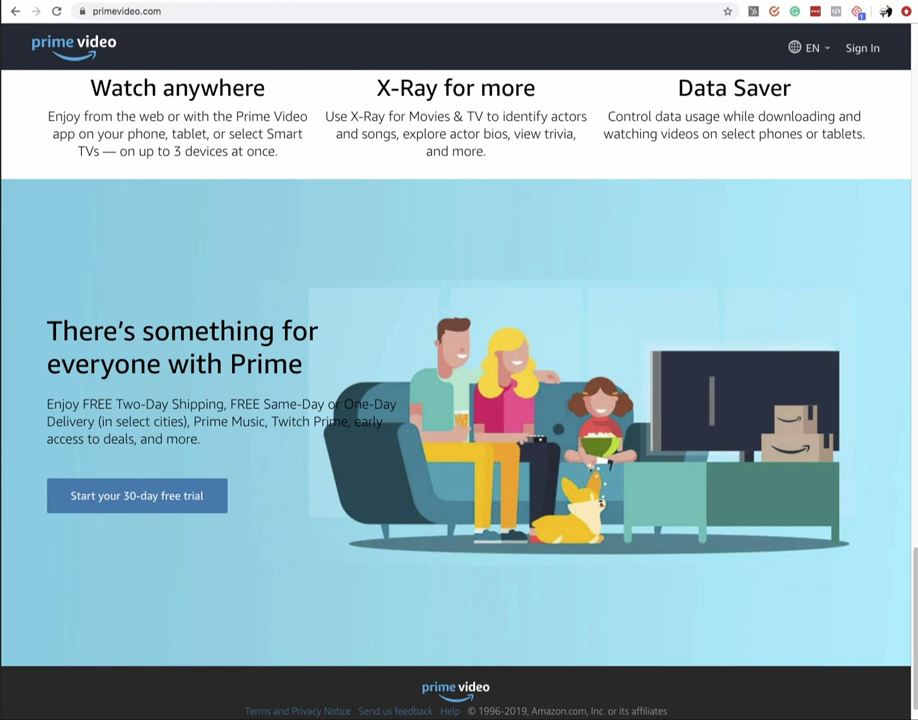 primevideo.com
prime video
EN
Sign In
Watch anywhere
Enjoy from the web or with the Prime Video
app on your phone, tablet, or select Smart
TVs — on up to 3 devices at once.
X-Ray for more
Use X-Ray for Movies & TV to identify actors
and songs, explore actor bios, view trivia,
and more.
Data Saver
Control data usage while downloading and
watching videos on select phones or tablets.
There’s something for
everyone with Prime
Enjoy FREE Two-Day Shipping, FREE Same-Day or One-Day
Delivery (in select cities), Prime Music, Twitch Prime, early
access to deals, and more.
Start your 30-day free trial
prime video
Terms and Privacy Notice Send us feedback Help © 1996-2019, Amazon.com, Inc. or its affiliates